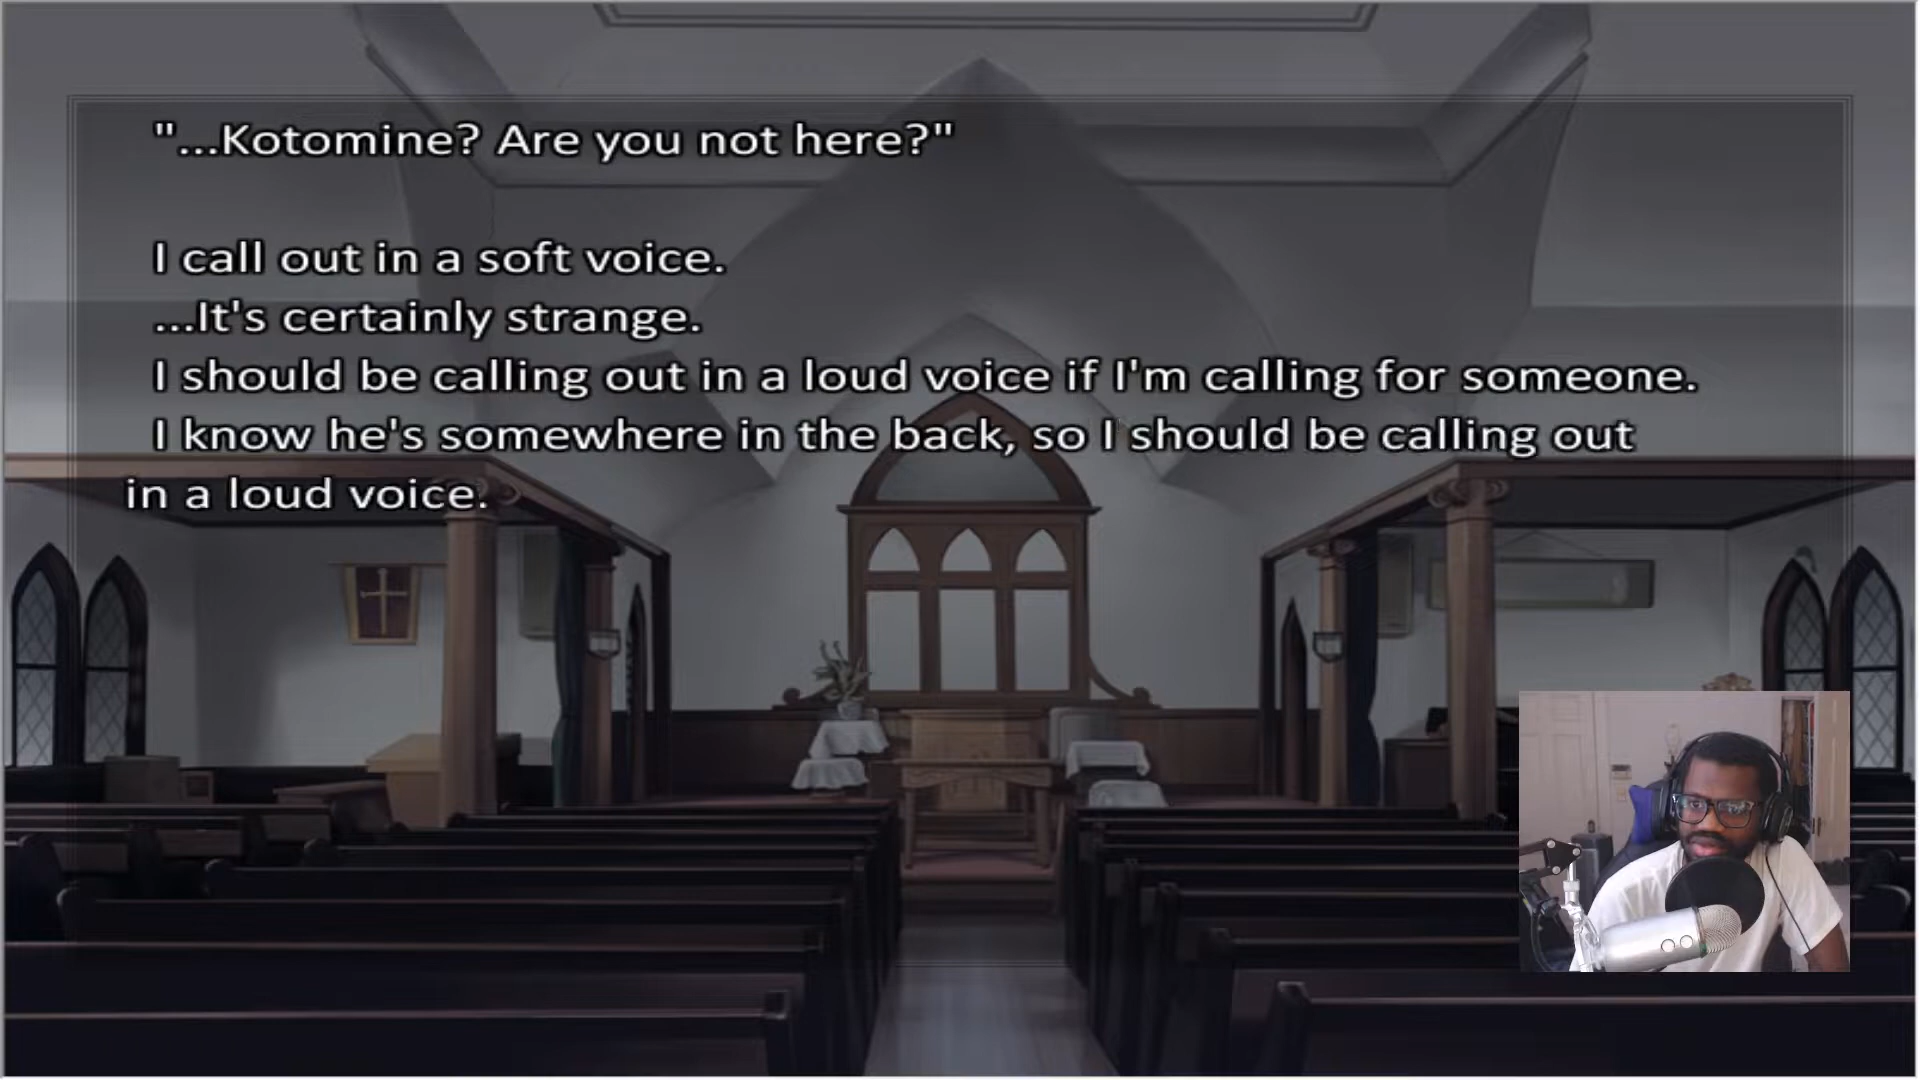 "...Kotomine? Are you not here?"
I call out in a soft voice.
...It's certainly strange.
I should be calling out in a loud voice if I'm calling for someone.
I know he's somewhere in the back, so I should be calling out
in a loud voice.